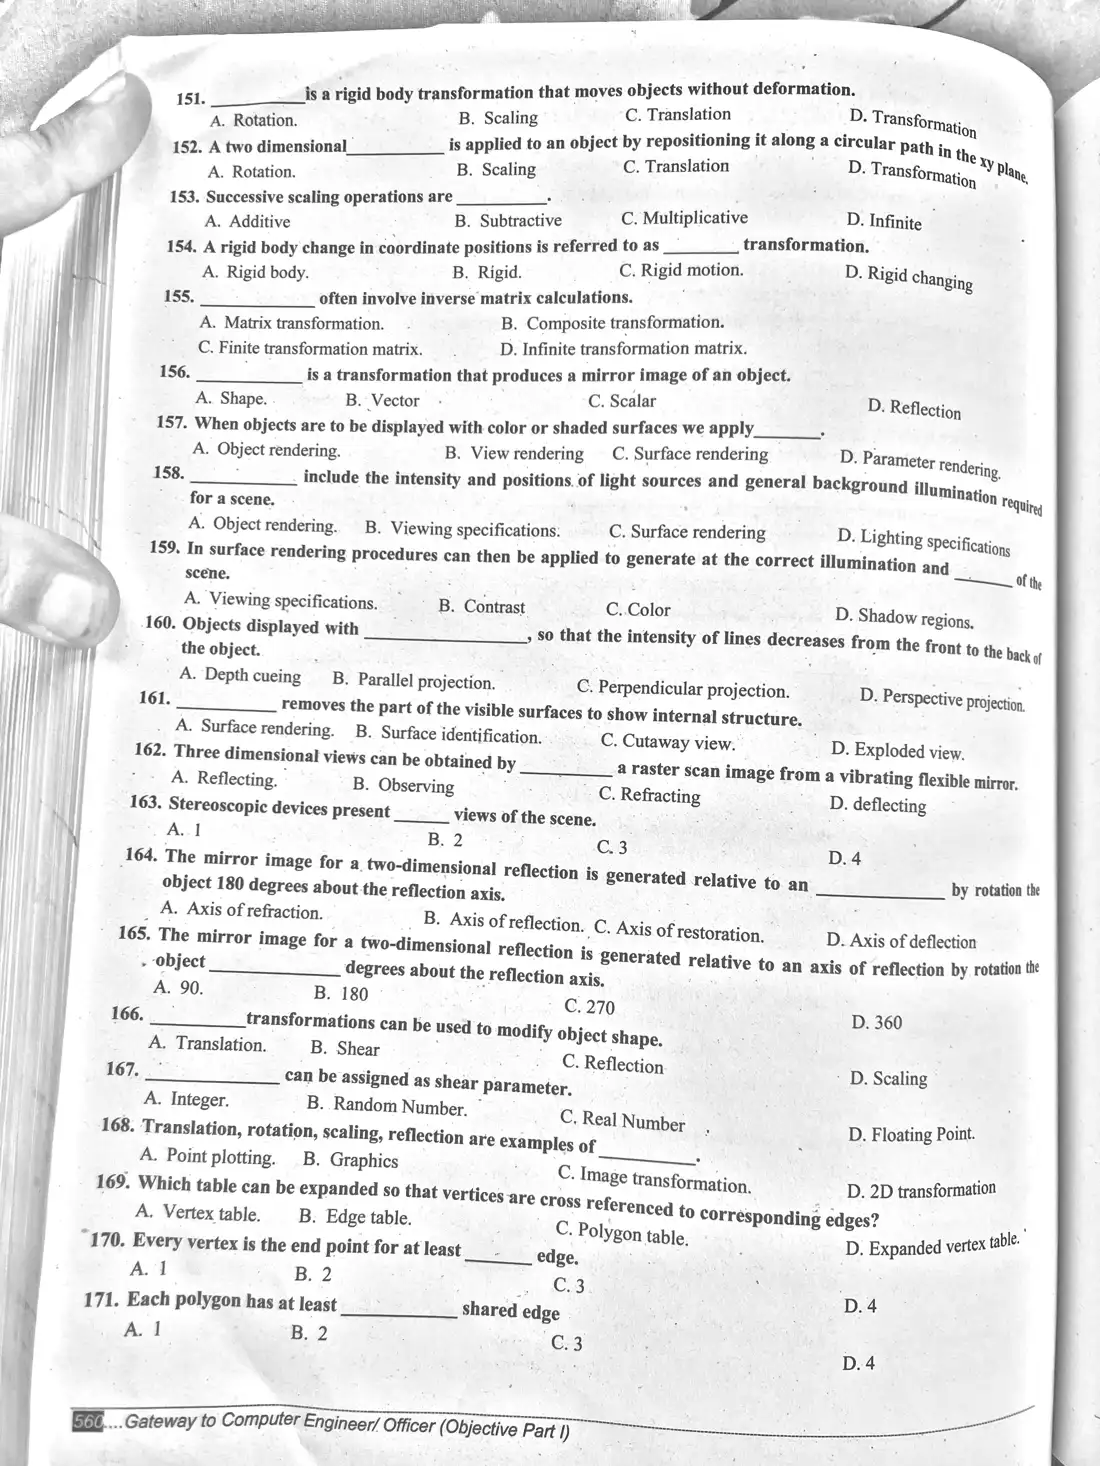 151. __________is a rigid body transformation that moves objects without deformation.
A. Rotation. B. Scaling C. Translation D. Transformation
152. A two dimensional__________ is applied to an object by repositioning it along a circular path in the xy plane.
A. Rotation. B. Scaling C. Translation D. Transformation
153. Successive scaling operations are __________.
A. Additive B. Subtractive C. Multiplicative D. Infinite
154. A rigid body change in coordinate positions is referred to as ________ transformation.
A. Rigid body. B. Rigid. C. Rigid motion. D. Rigid changing
155. ____________ often involve inverse matrix calculations.
A. Matrix transformation. B. Composite transformation.
C. Finite transformation matrix. D. Infinite transformation matrix.
156. ___________ is a transformation that produces a mirror image of an object.
A. Shape. B. Vector C. Scalar D. Reflection
157. When objects are to be displayed with color or shaded surfaces we apply_______.
A. Object rendering. B. View rendering C. Surface rendering D. Parameter rendering.
158. ___________ include the intensity and positions of light sources and general background illumination required
for a scene.
A. Object rendering. B. Viewing specifications. C. Surface rendering D. Lighting specifications
159. In surface rendering procedures can then be applied to generate at the correct illumination and ______ of the
scene.
A. Viewing specifications. B. Contrast C. Color D. Shadow regions.
160. Objects displayed with _________________, so that the intensity of lines decreases from the front to the back of
the object.
A. Depth cueing B. Parallel projection. C. Perpendicular projection. D. Perspective projection.
161. __________ removes the part of the visible surfaces to show internal structure.
A. Surface rendering. B. Surface identification. C. Cutaway view. D. Exploded view.
162. Three dimensional views can be obtained by __________ a raster scan image from a vibrating flexible mirror.
A. Reflecting. B. Observing C. Refracting D. deflecting
163. Stereoscopic devices present ______ views of the scene.
A. 1 B. 2 C. 3 D. 4
164. The mirror image for a two-dimensional reflection is generated relative to an _____________ by rotation the
object 180 degrees about the reflection axis.
A. Axis of refraction. B. Axis of reflection. C. Axis of restoration. D. Axis of deflection
165. The mirror image for a two-dimensional reflection is generated relative to an axis of reflection by rotation the
object _____________ degrees about the reflection axis.
A. 90. B. 180 C. 270 D. 360
166. __________transformations can be used to modify object shape.
A. Translation. B. Shear C. Reflection D. Scaling
167. ______________ can be assigned as shear parameter.
A. Integer. B. Random Number. C. Real Number D. Floating Point.
168. Translation, rotation, scaling, reflection are examples of __________.
A. Point plotting. B. Graphics C. Image transformation. D. 2D transformation
169. Which table can be expanded so that vertices are cross referenced to corresponding edges?
A. Vertex table. B. Edge table. C. Polygon table. D. Expanded vertex table.
170. Every vertex is the end point for at least _______ edge.
A. 1 B. 2 C. 3 D. 4
171. Each polygon has at least ____________ shared edge
A. 1 B. 2 C. 3 D. 4
560....Gateway to Computer Engineer/ Officer (Objective Part I)